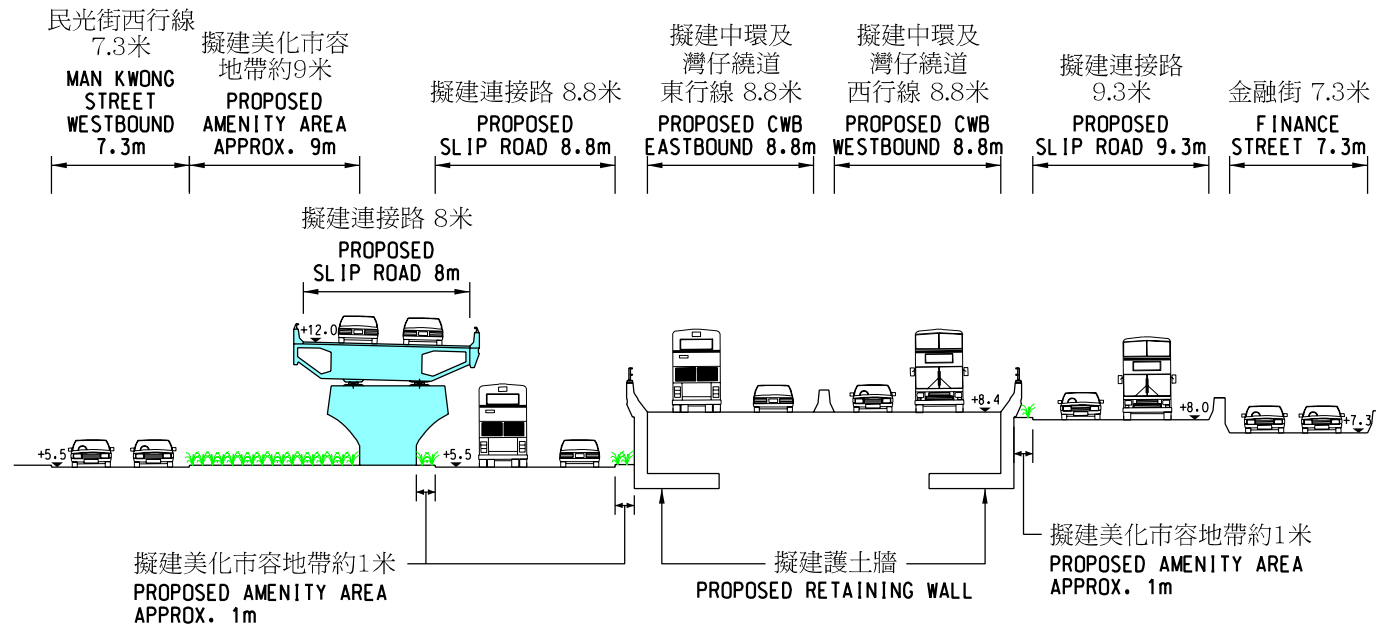 民光街西行線
7.3米
MAN KWONG
STREET
WESTBOUND
7.3m
擬建美化市容
地帶約9米
PROPOSED
AMENITY AREA
APPROX. 9m
擬建連接路 8.8米
PROPOSED
SLIP ROAD 8.8m
擬建中環及
灣仔繞道
東行線 8.8米
PROPOSED CWB
EASTBOUND 8.8m
擬建中環及
灣仔繞道
西行線 8.8米
PROPOSED CWB
WESTBOUND 8.8m
擬建連接路
9.3米
PROPOSED
SLIP ROAD 9.3m
金融街 7.3米
FINANCE
STREET 7.3m
擬建連接路 8米
PROPOSED
SLIP ROAD 8m
+12.0
+8.4
+8.0
+7.3
+5.5
+5.5
擬建美化市容地帶約1米
PROPOSED AMENITY AREA
APPROX. 1m
擬建護土牆
PROPOSED RETAINING WALL
擬建美化市容地帶約1米
PROPOSED AMENITY AREA
APPROX. 1m